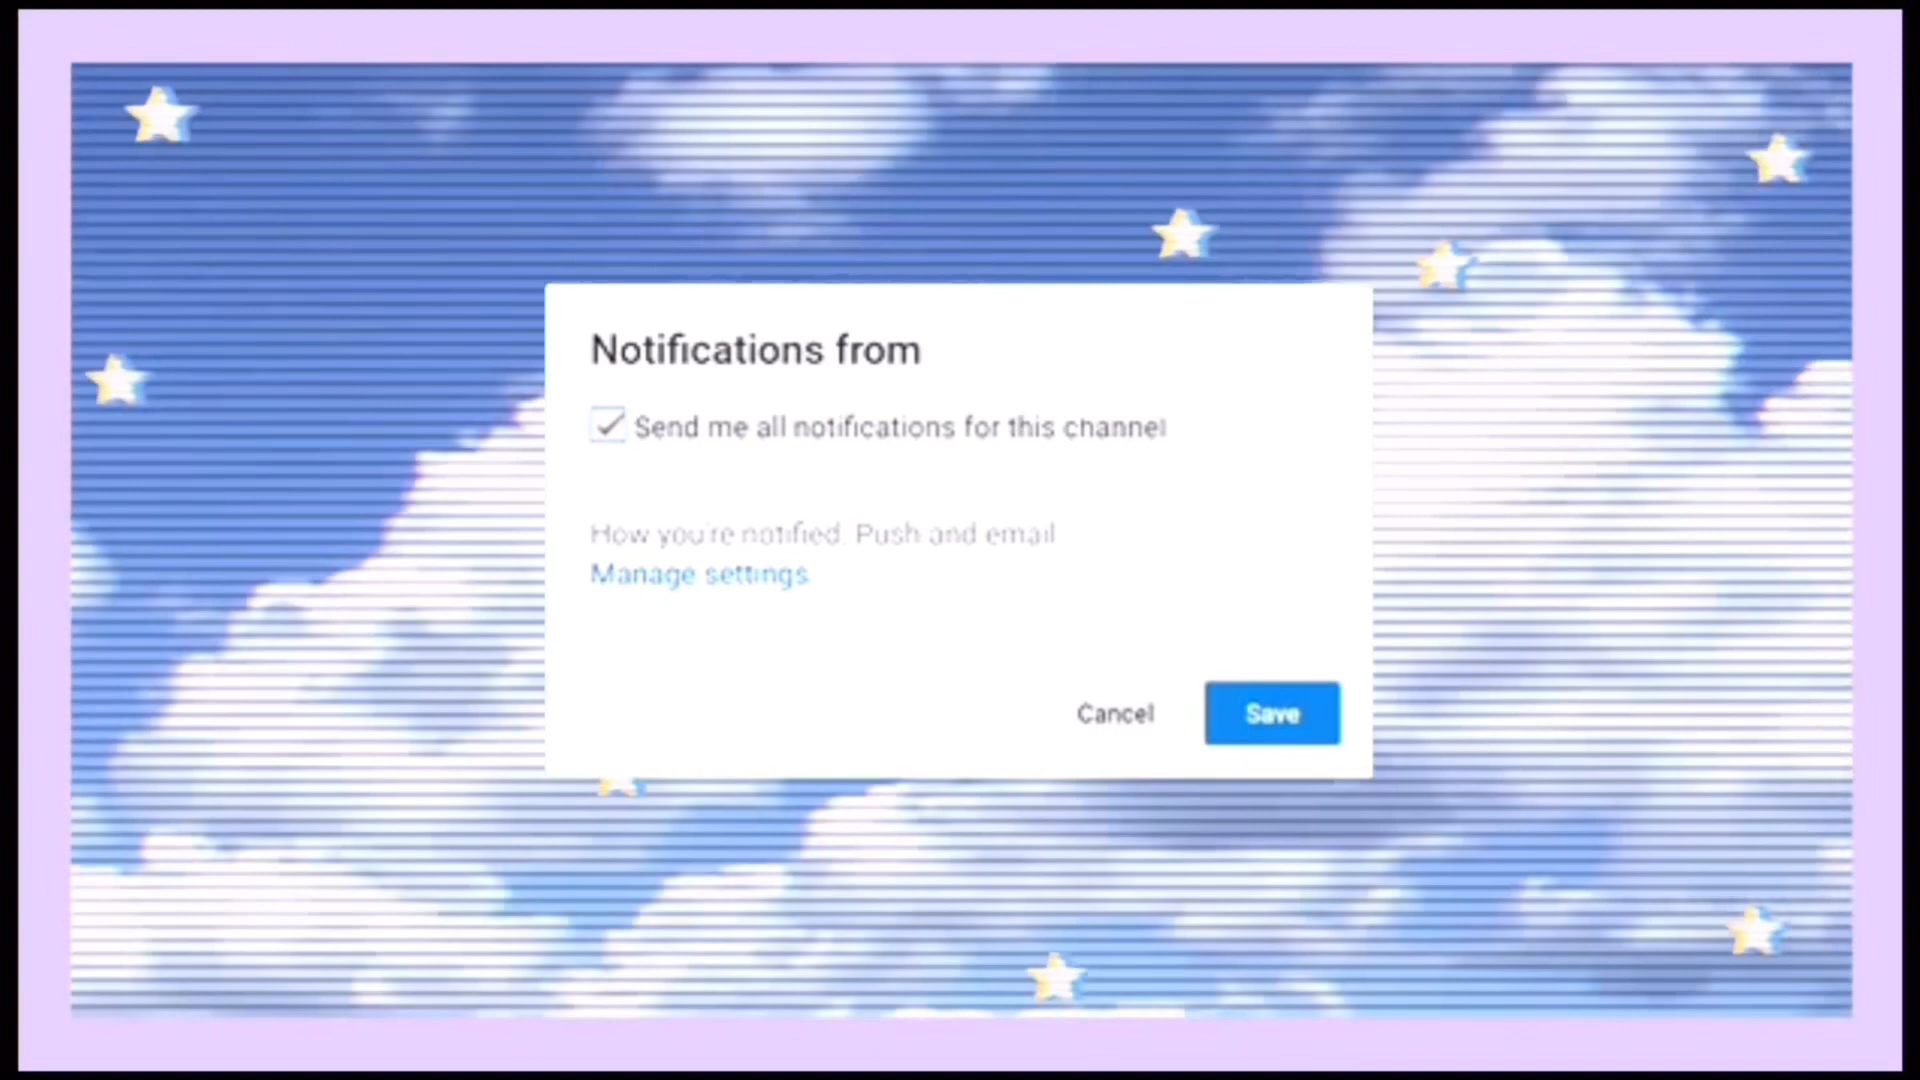 Notifications from
Send me all notifications for this channel
How you're notified. Push and email
Manage settings
Cancel
Save